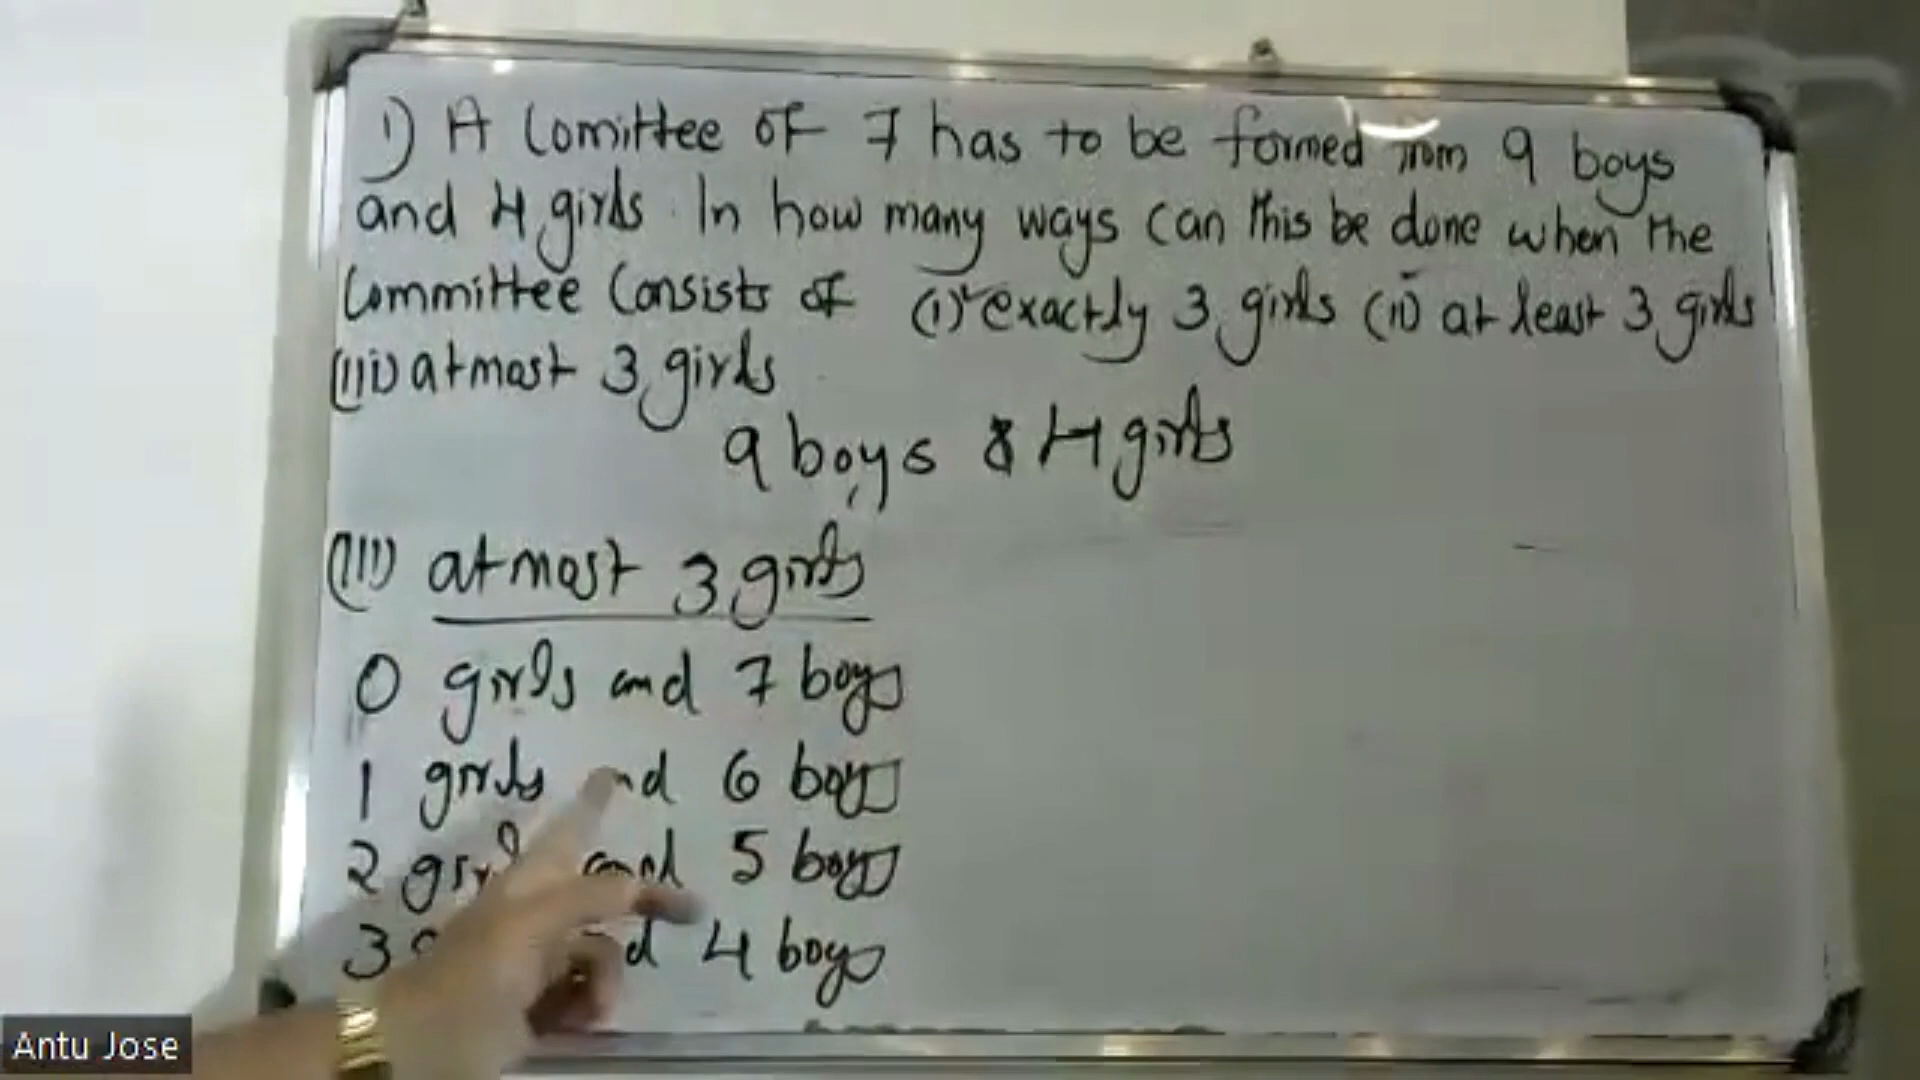 1) A Comittee of 7 has to be formed from 9 boys
and 4 girls. In how many ways can this be done when the
Committee Consists of (i) exactly 3 girls (ii) at least 3 girls
(iii) atmost 3 girls
9 boys & 4 girls
(iii) atmost 3 girls
0 girls and 7 boys
1 girls and 6 boys
2 girls and 5 boys
3 4 boys
Antu Jose